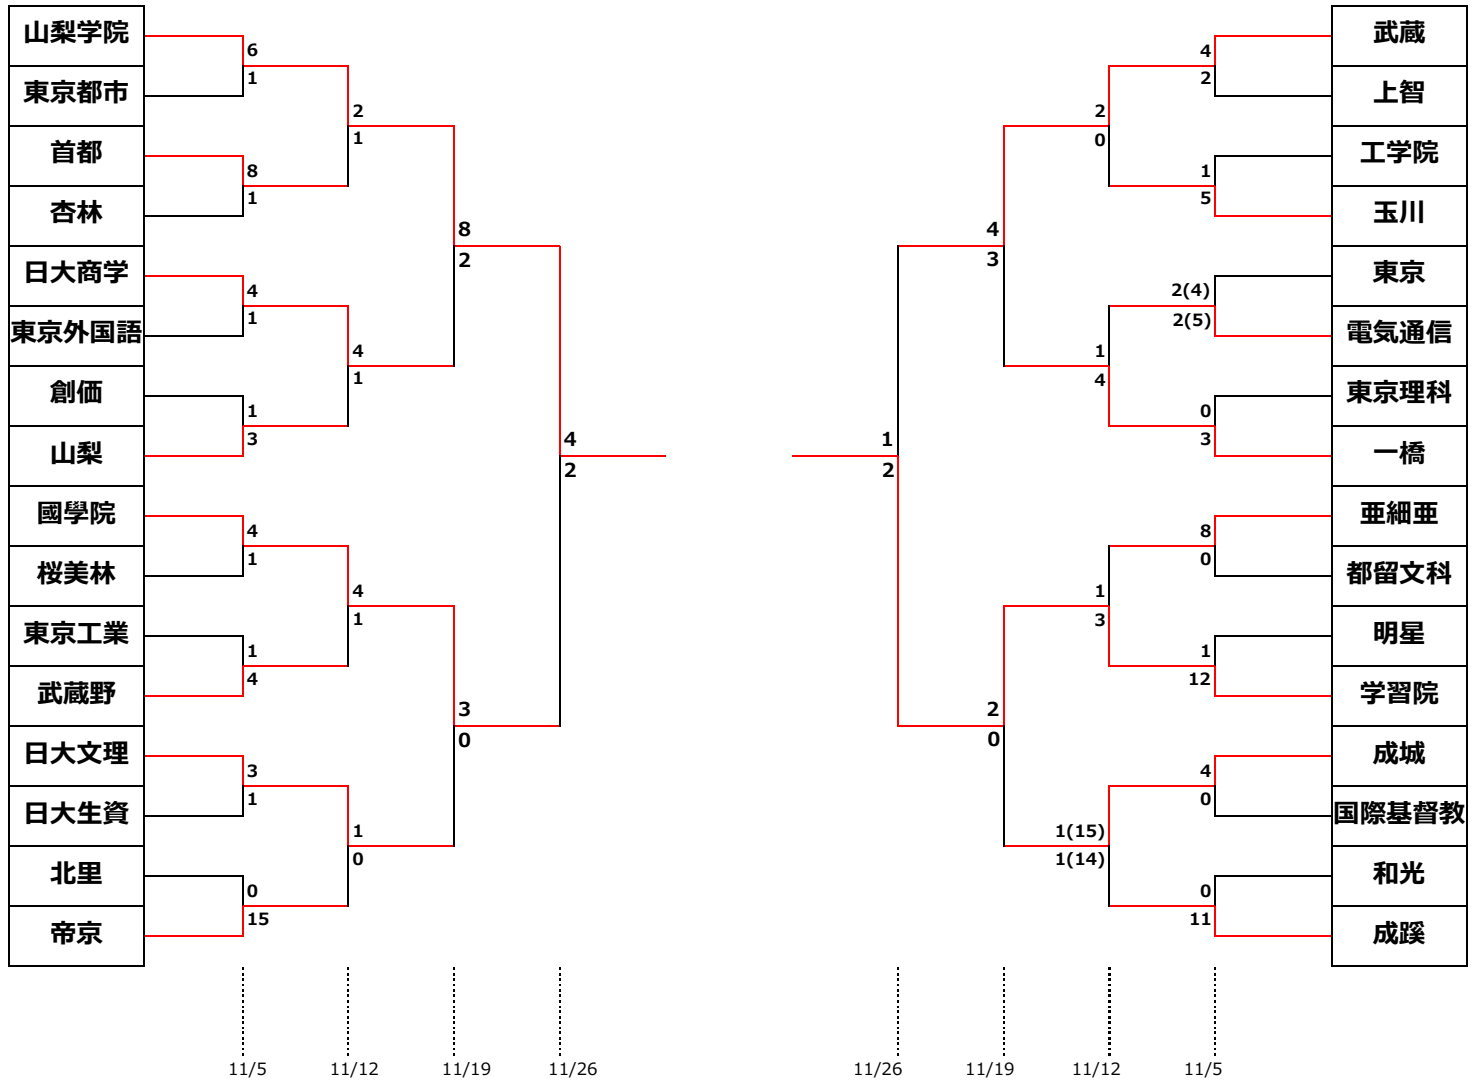 山梨学院
東京都市
首都
杏林
日大商学
東京外国語
創価
山梨
國學院
桜美林
東京工業
武蔵野
日大文理
日大生資
北里
帝京
6
1
8
1
4
1
1
3
4
1
1
4
3
1
0
15
2
1
4
1
4
1
1
0
8
2
3
0
4
2
1
2
4
3
2
0
2
0
1
4
1
3
1(15)
1(14)
4
2
1
5
2(4)
2(5)
0
3
8
0
1
12
4
0
0
11
武蔵
上智
工学院
玉川
東京
電気通信
東京理科
一橋
亜細亜
都留文科
明星
学習院
成城
国際基督教
和光
成蹊
11/5 11/12 11/19 11/26 11/26 11/19 11/12 11/5